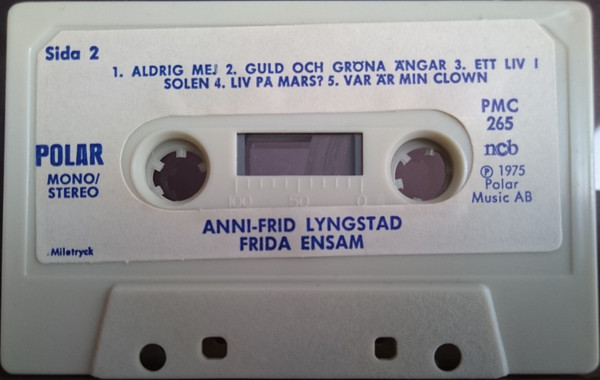 Sida 2
1. ALDRIG MEJ 2. GULD OCH GRÖNA ÄNGAR 3. ETT LIV I
SOLEN 4. LIV PÅ MARS? 5. VAR ÄR MIN CLOWN
PMC
265
POLAR
MONO/
STEREO
ncb
Ⓟ 1975
Polar
Music AB
100 50 0
ANNI-FRID LYNGSTAD
FRIDA ENSAM
Miletryck